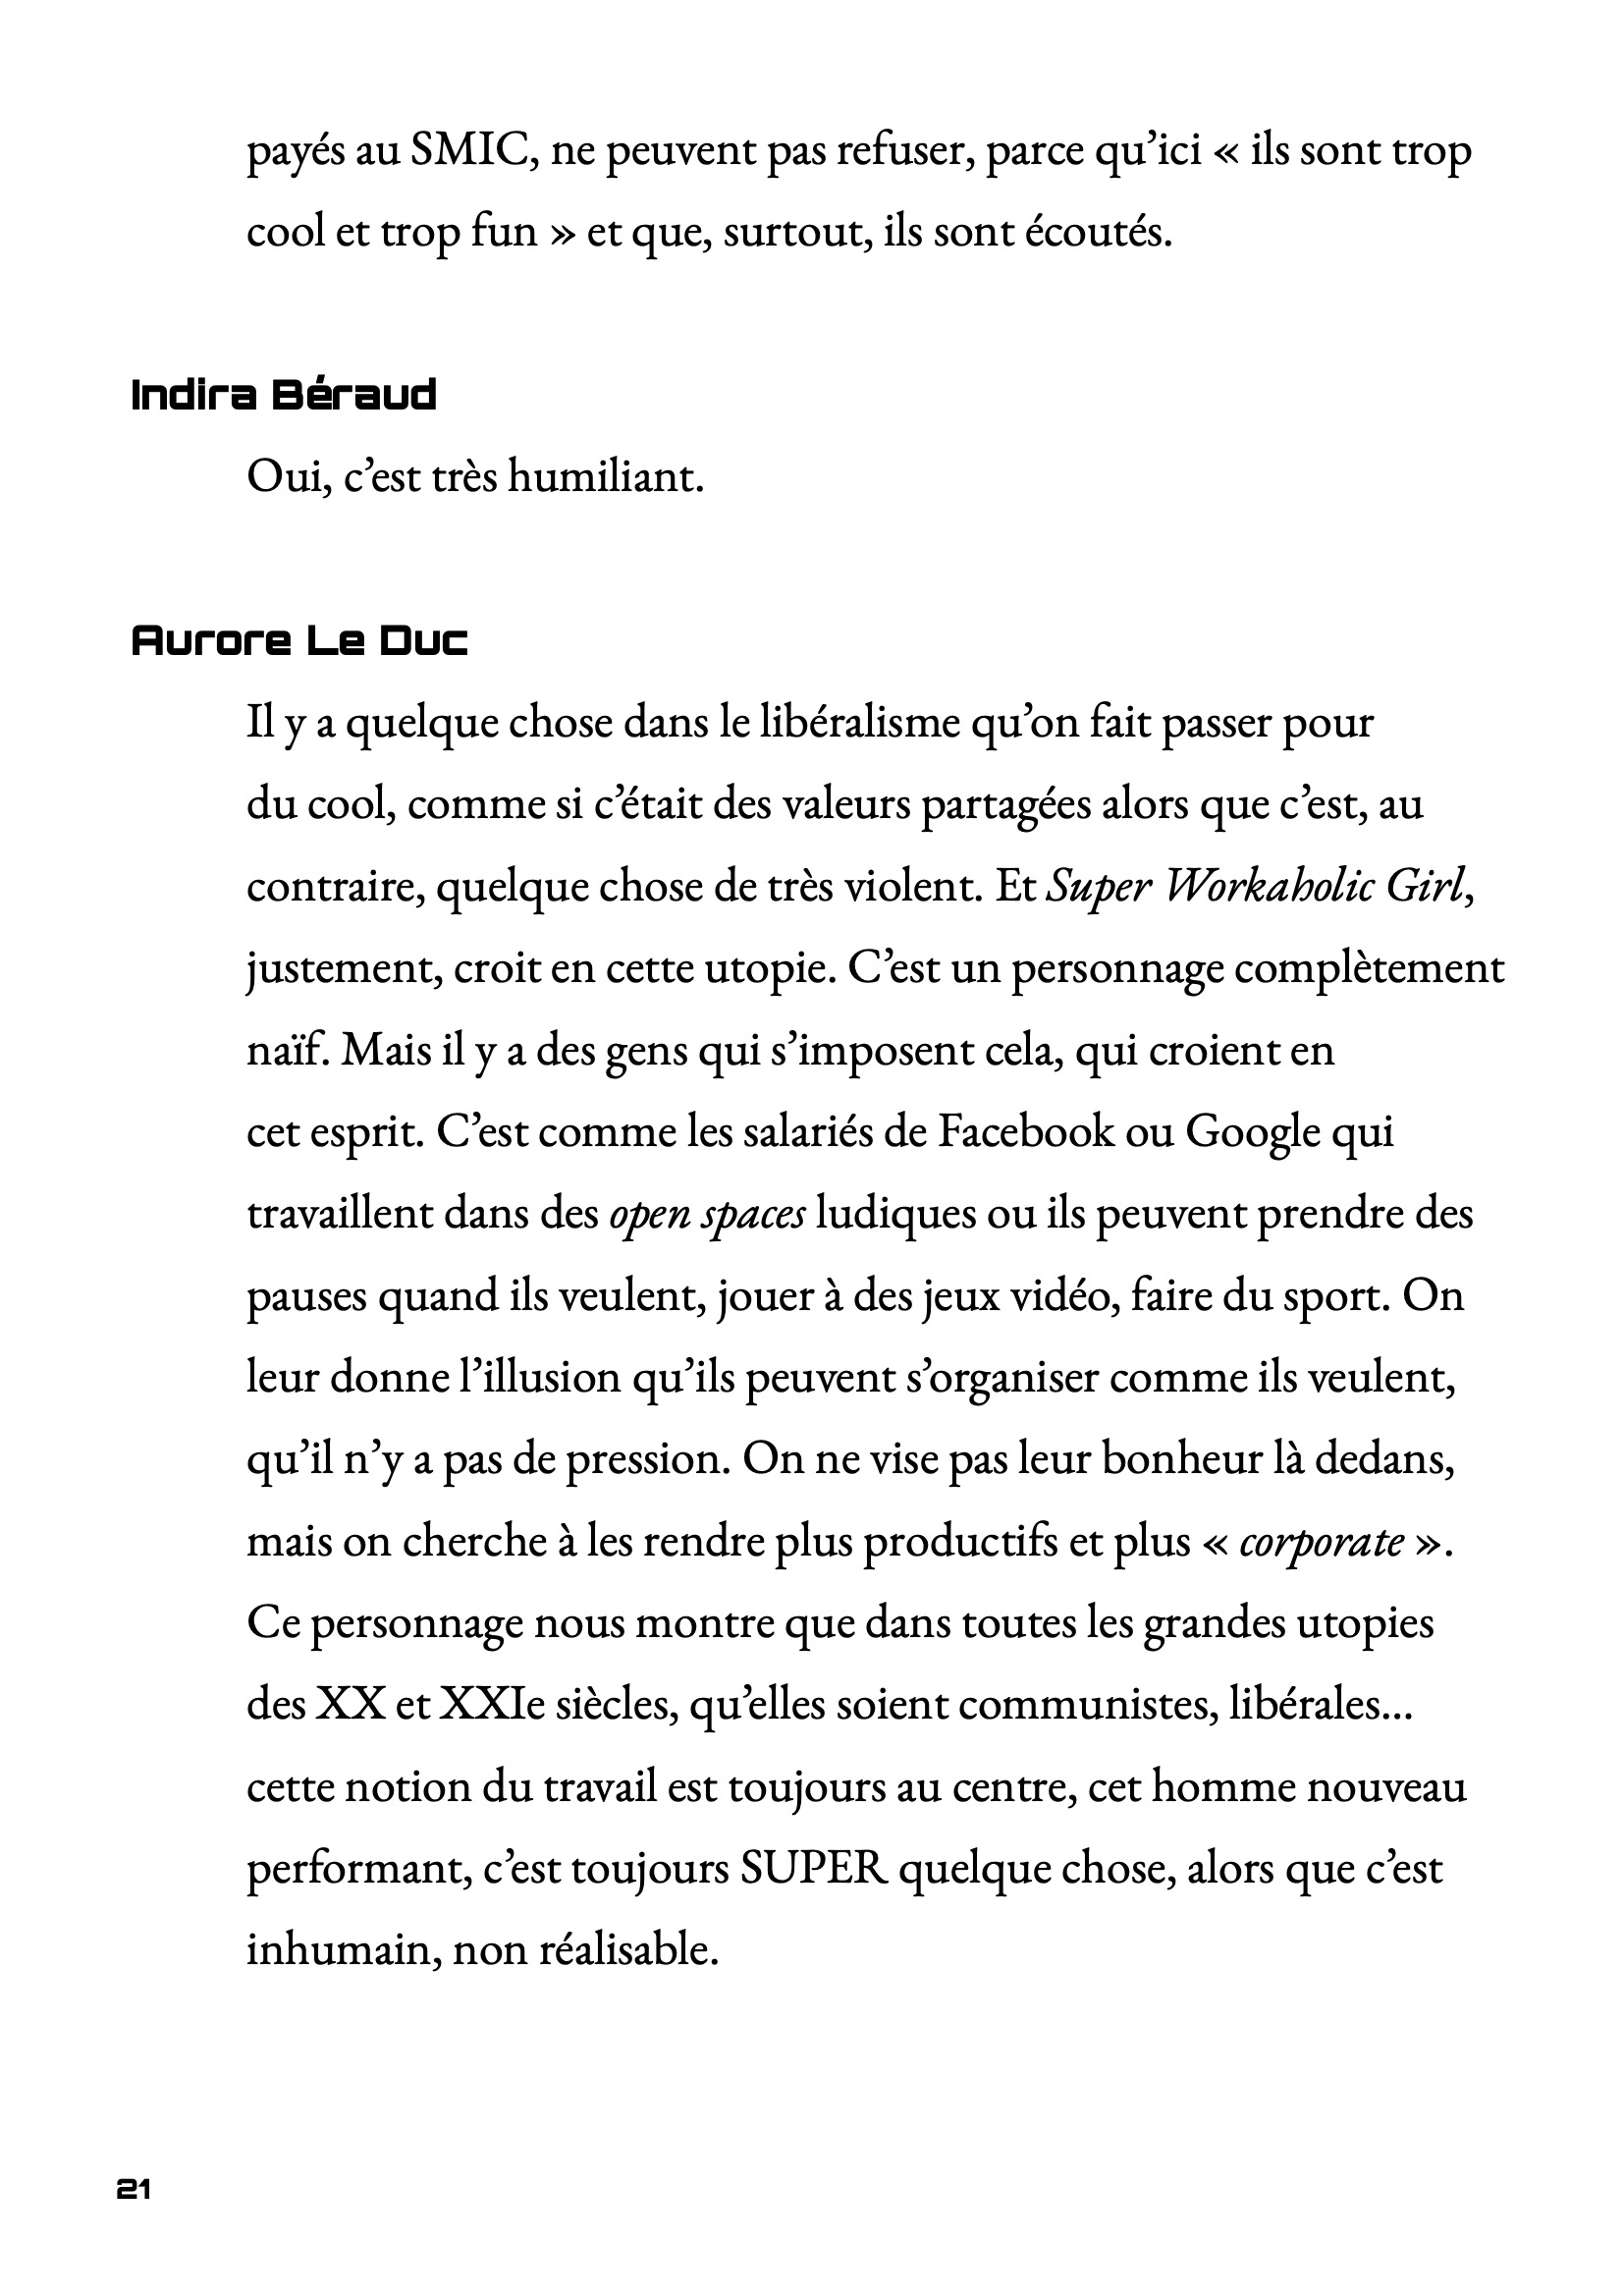 payés au SMIC, ne peuvent pas refuser, parce qu’ici « ils sont trop
cool et trop fun » et que, surtout, ils sont écoutés.
Indira Béraud
Oui, c’est très humiliant.
Aurore Le Duc
Il y a quelque chose dans le libéralisme qu’on fait passer pour
du cool, comme si c’était des valeurs partagées alors que c’est, au
contraire, quelque chose de très violent. Et Super Workaholic Girl,
justement, croit en cette utopie. C’est un personnage complètement
naïf. Mais il y a des gens qui s’imposent cela, qui croient en
cet esprit. C’est comme les salariés de Facebook ou Google qui
travaillent dans des open spaces ludiques ou ils peuvent prendre des
pauses quand ils veulent, jouer à des jeux vidéo, faire du sport. On
leur donne l’illusion qu’ils peuvent s’organiser comme ils veulent,
qu’il n’y a pas de pression. On ne vise pas leur bonheur là dedans,
mais on cherche à les rendre plus productifs et plus « corporate ».
Ce personnage nous montre que dans toutes les grandes utopies
des XX et XXIe siècles, qu’elles soient communistes, libérales...
cette notion du travail est toujours au centre, cet homme nouveau
performant, c’est toujours SUPER quelque chose, alors que c’est
inhumain, non réalisable.
21